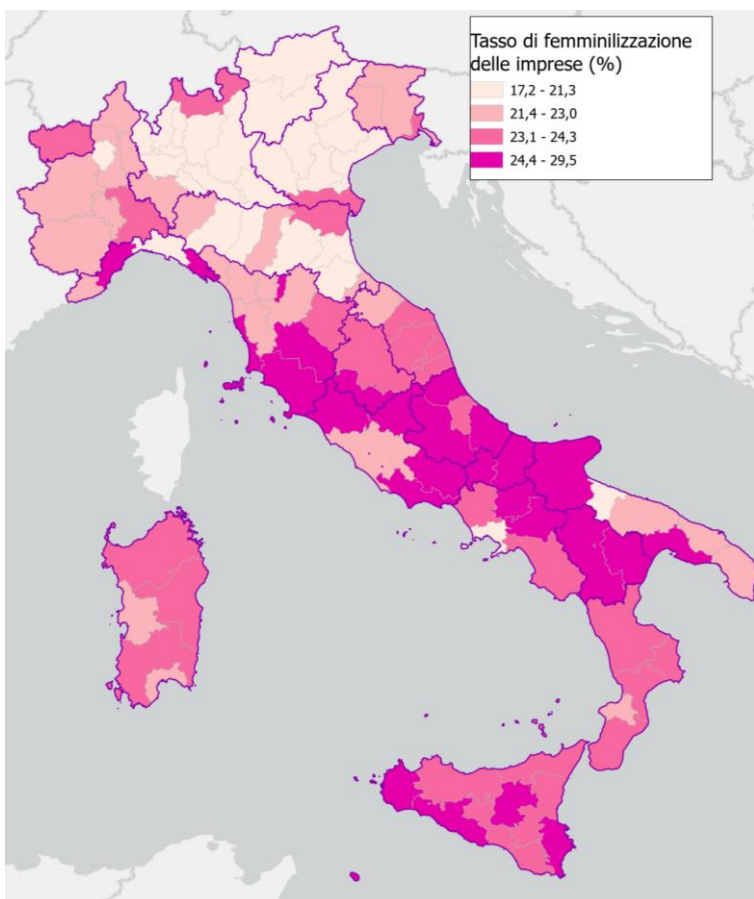 Tasso di femminilizzazione
delle imprese (%)
17,2 - 21,3
21,4 - 23,0
23,1 - 24,3
24,4 - 29,5